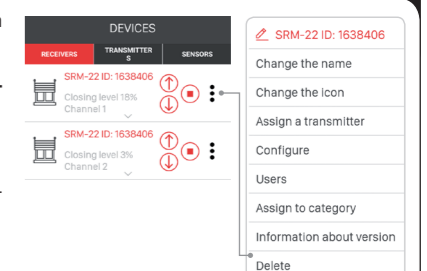 DEVICES
RECEIVERS
TRANSMITTER
S
SENSORS
SRM-22 ID: 1638406
Closing level 18%
Channel 1
SRM-22 ID: 1638406
Closing level 3%
Channel 2
SRM-22 ID: 1638406
Change the name
Change the icon
Assign a transmitter
Configure
Users
Assign to category
Information about version
Delete